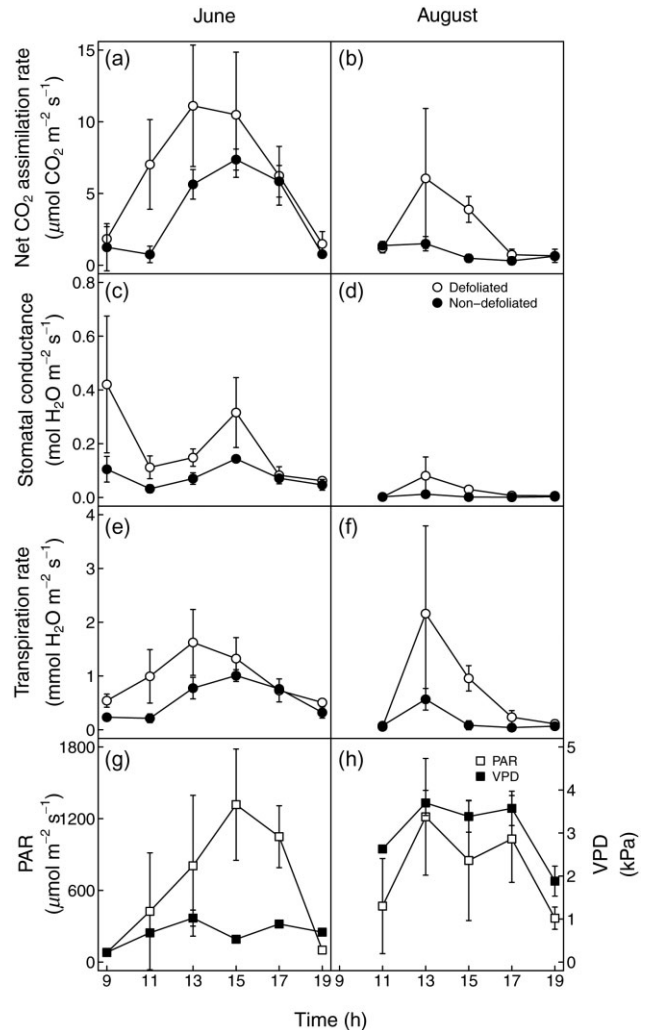 June August
(a) (b)
Net CO₂ assimilation rate
(μmol CO₂ m⁻² s⁻¹)
15
10
5
0
(c) (d)
Stomatal conductance
(mol H₂O m⁻² s⁻¹)
0.8
0.6
0.4
0.2
0.0
Defoliated
Non−defoliated
(e) (f)
Transpiration rate
(mmol H₂O m⁻² s⁻¹)
4
3
2
1
0
(g) (h)
PAR
(μmol m⁻² s⁻¹)
1800
1200
600
0
PAR
VPD
5
4
3
2
1
0
VPD
(kPa)
9 11 13 15 17 19 9 11 13 15 17 19
Time (h)